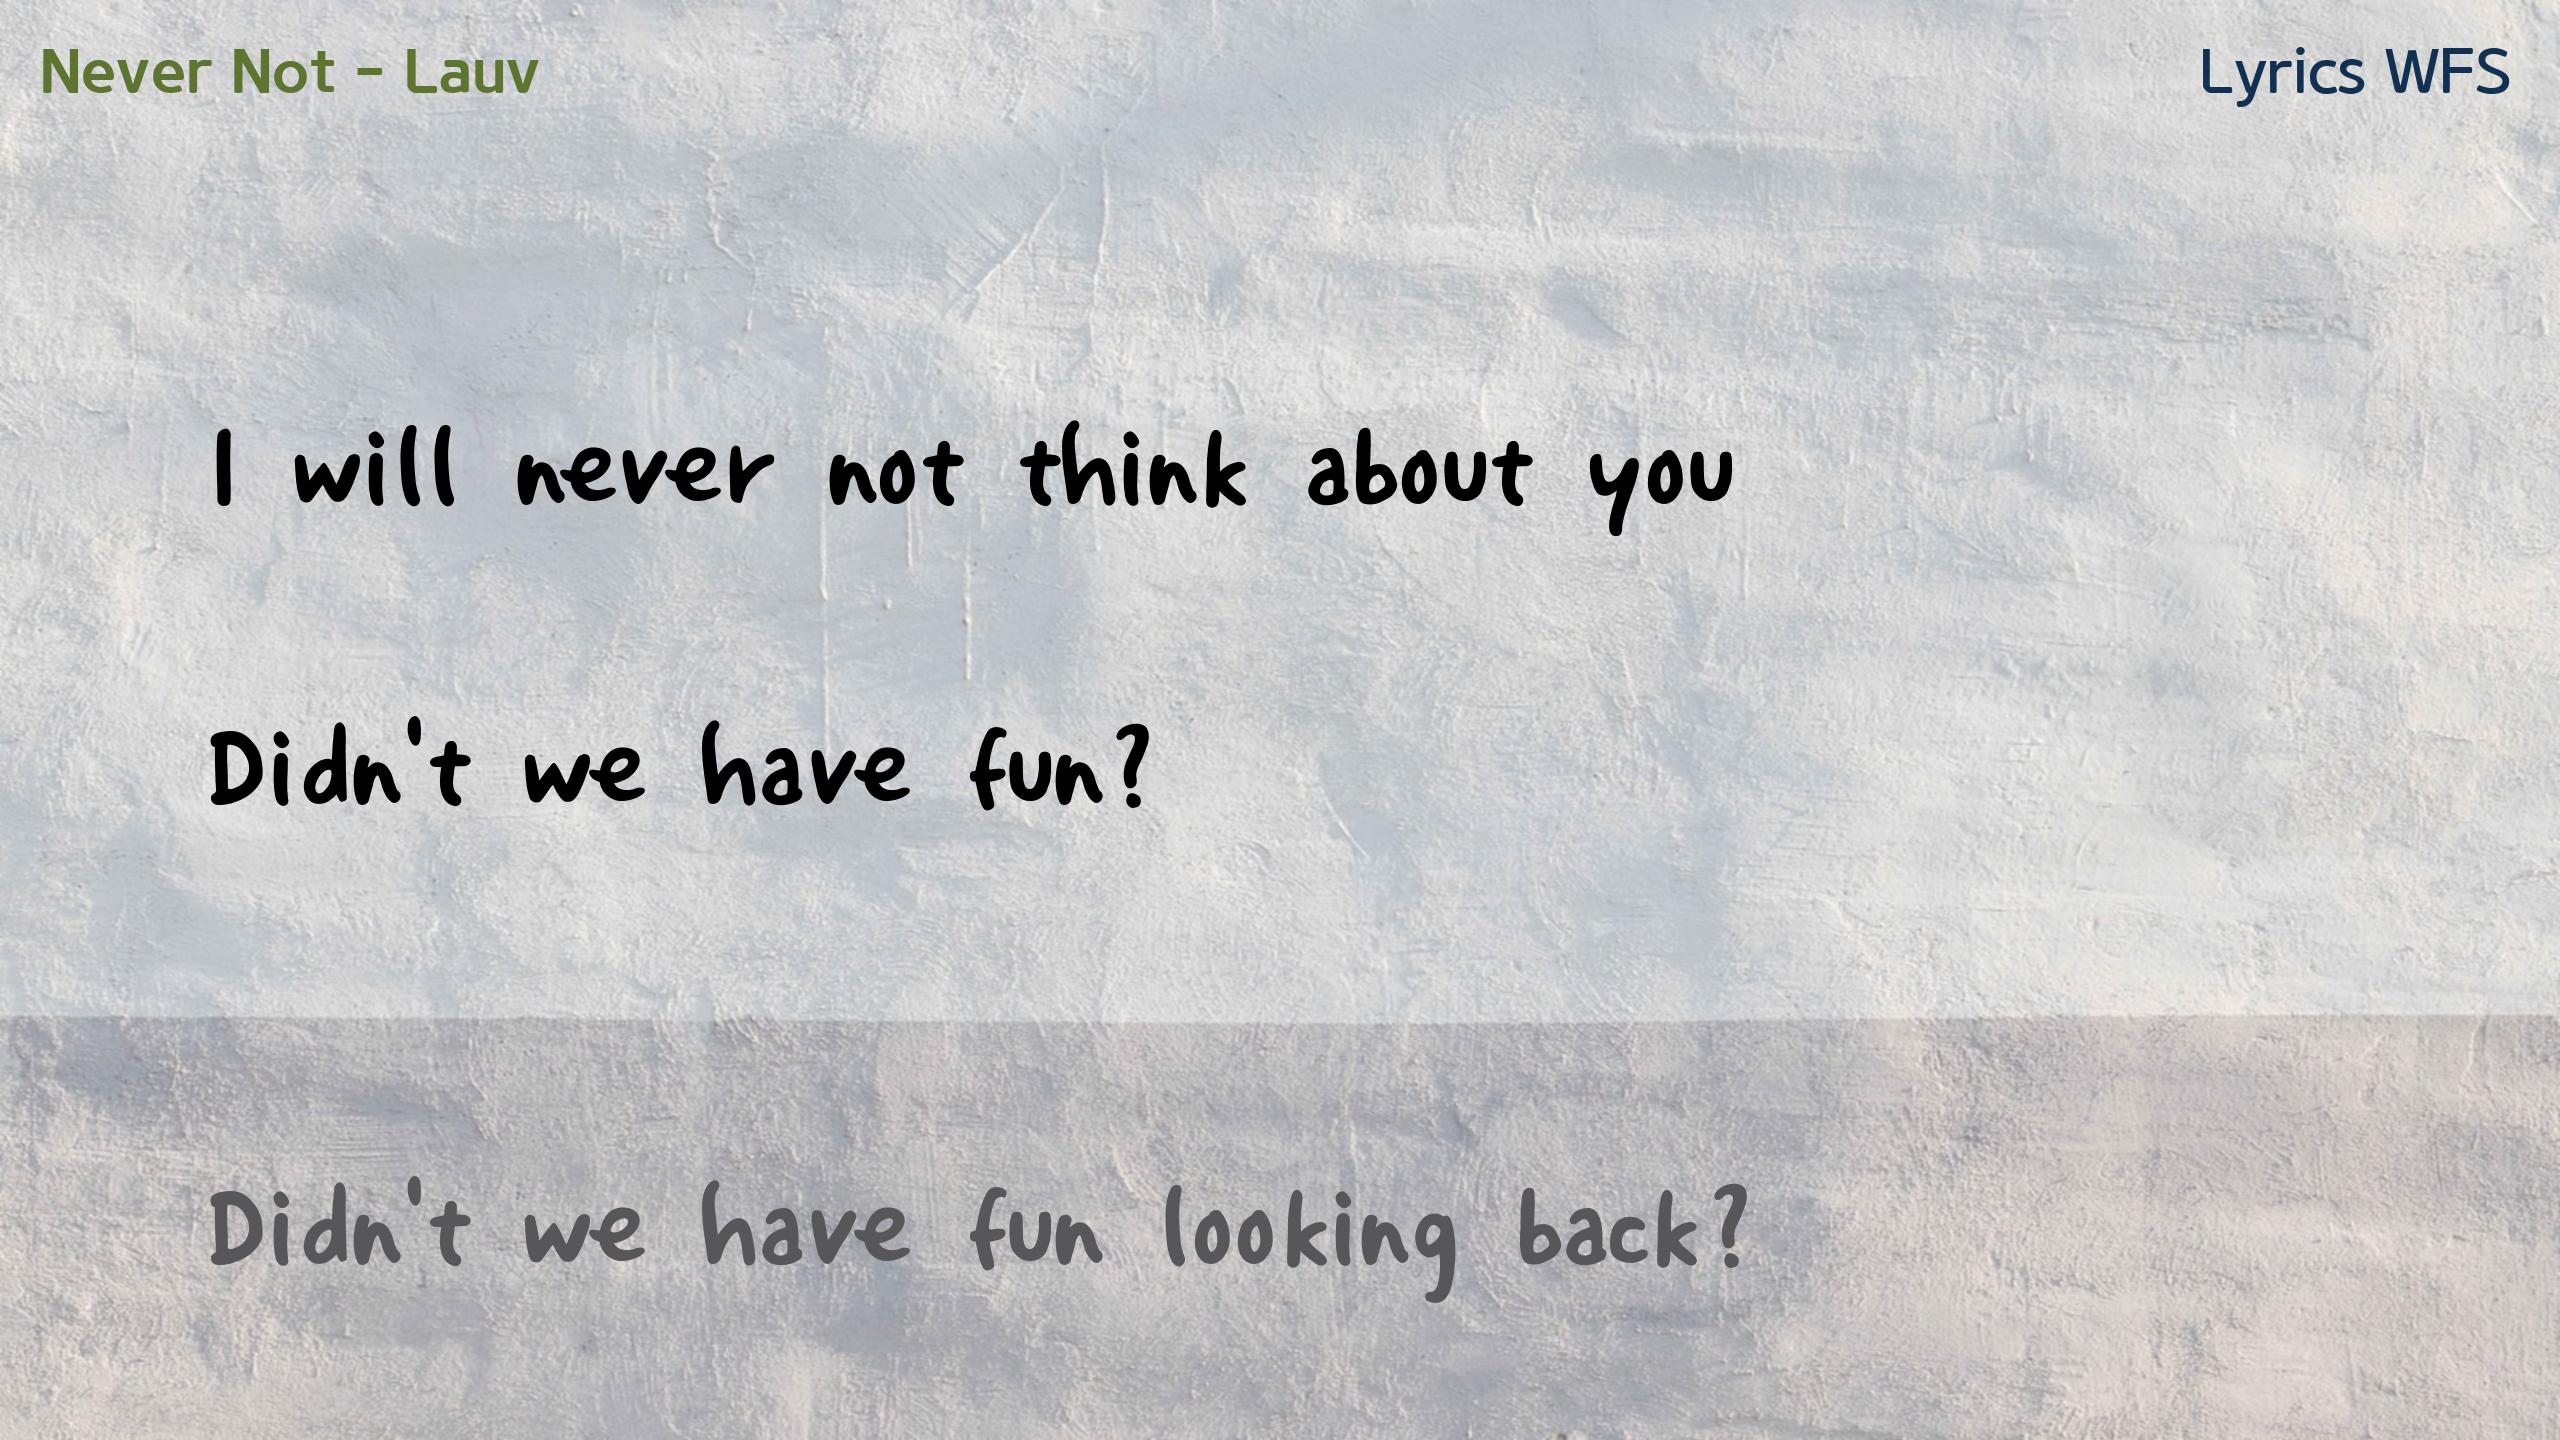 Never Not - Lauv
Lyrics WFS
I will never not think about you
Didn't we have fun?
Didn't we have fun looking back?